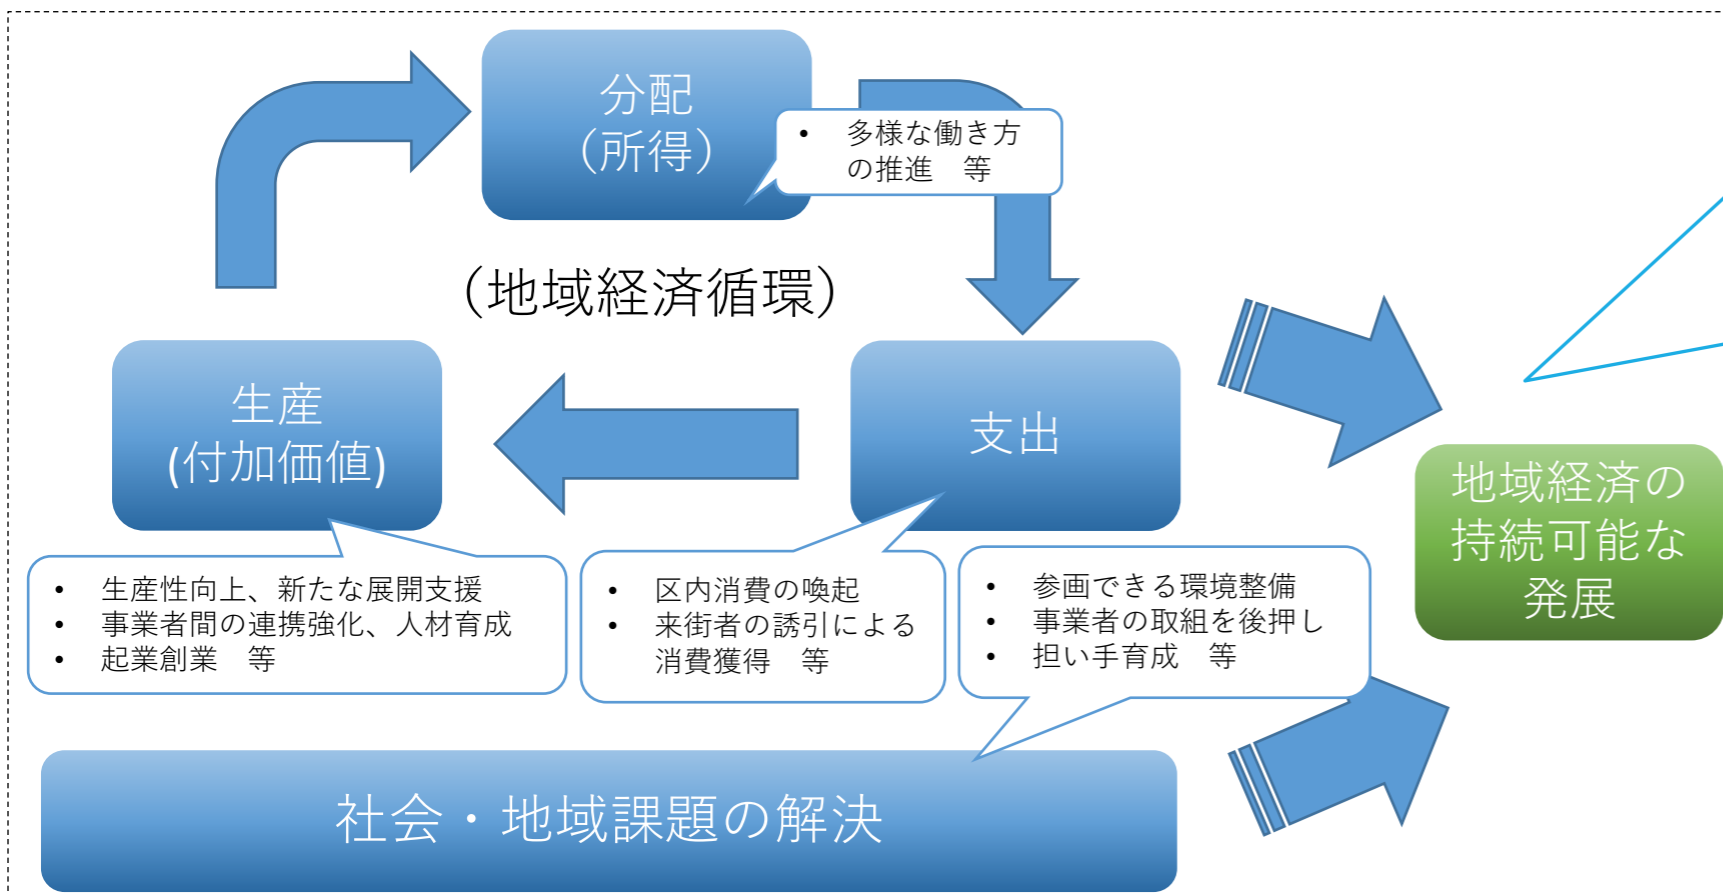 分配
（所得）
• 多様な働き方
の推進　等
（地域経済循環）
生産
(付加価値)
支出
地域経済の
持続可能な
発展
• 生産性向上、新たな展開支援
• 事業者間の連携強化、人材育成
• 起業創業　等
• 区内消費の喚起
• 来街者の誘引による
消費獲得　等
• 参画できる環境整備
• 事業者の取組を後押し
• 担い手育成　等
社会・地域課題の解決